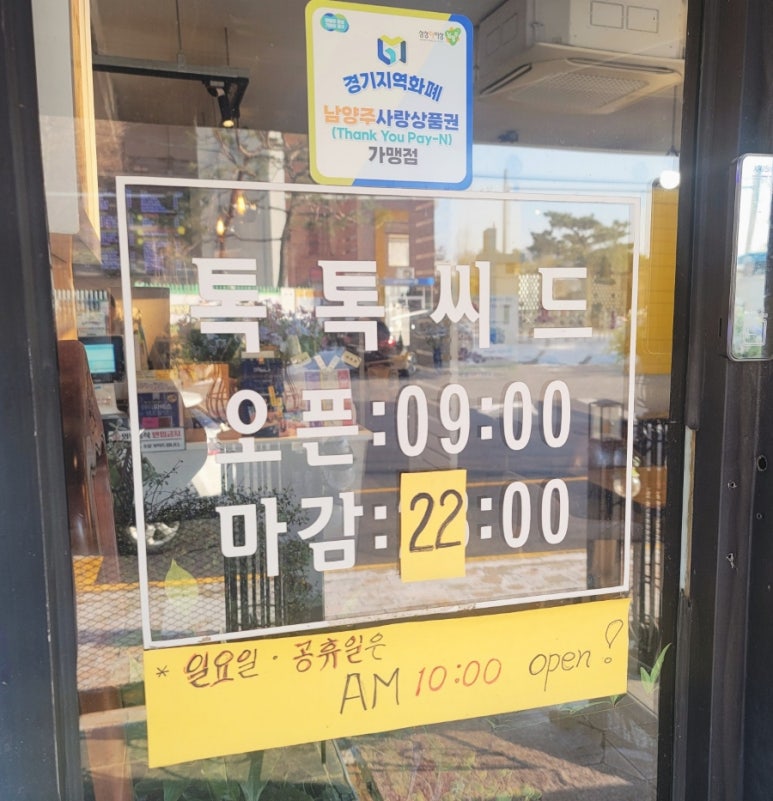 경기지역화폐
남양주사랑상품권
(Thank You Pay-N)
가맹점
톡톡씨드
오픈:09:00
마감:22:00
* 일요일·공휴일은
AM 10:00 open!